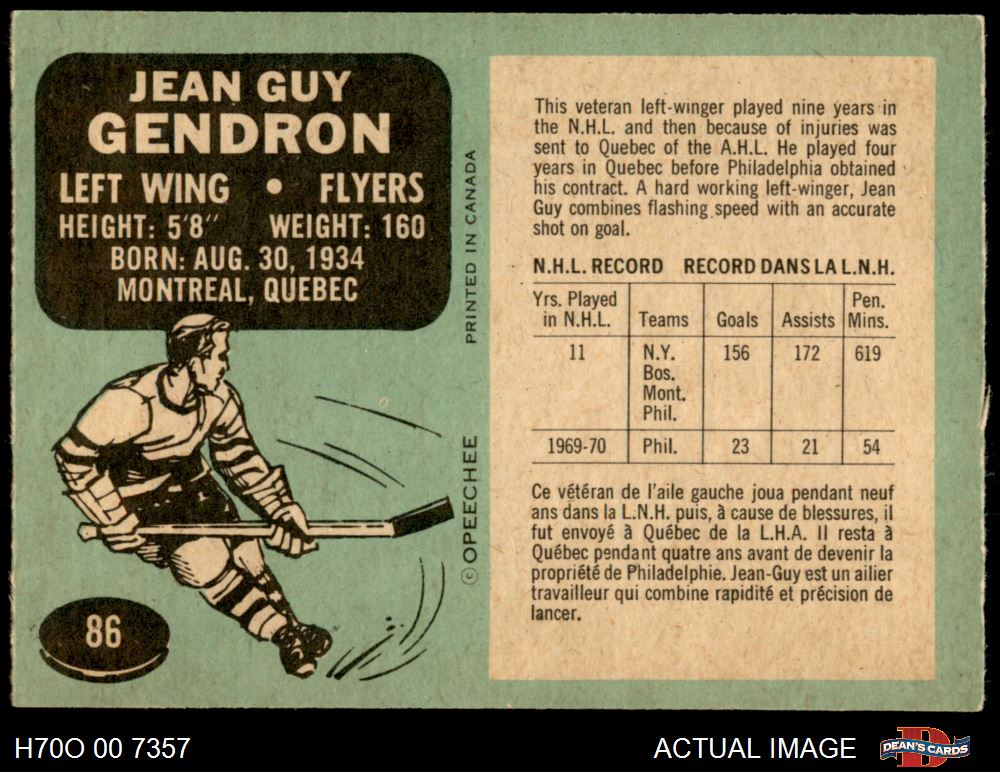 JEAN GUY
GENDRON
LEFT WING • FLYERS
HEIGHT: 5'8" WEIGHT: 160
BORN: AUG. 30, 1934
MONTREAL, QUEBEC
86
© OPEECHEE PRINTED IN CANADA
This veteran left-winger played nine years in
the N.H.L. and then because of injuries was
sent to Quebec of the A.H.L. He played four
years in Quebec before Philadelphia obtained
his contract. A hard working left-winger, Jean
Guy combines flashing speed with an accurate
shot on goal.
N.H.L. RECORD RECORD DANS LA L.N.H.
Yrs. Played
in N.H.L. Teams Goals Assists Pen.
Mins.
11 N.Y. 156 172 619
Bos.
Mont.
Phil.
1969-70 Phil. 23 21 54
Ce vétéran de l'aile gauche joua pendant neuf
ans dans la L.N.H. puis, à cause de blessures, il
fut envoyé à Québec de la L.H.A. Il resta à
Québec pendant quatre ans avant de devenir la
propriété de Philadelphie. Jean-Guy est un ailier
travailleur qui combine rapidité et précision de
lancer.
H70O 00 7357
ACTUAL IMAGE
DEAN'S CARDS